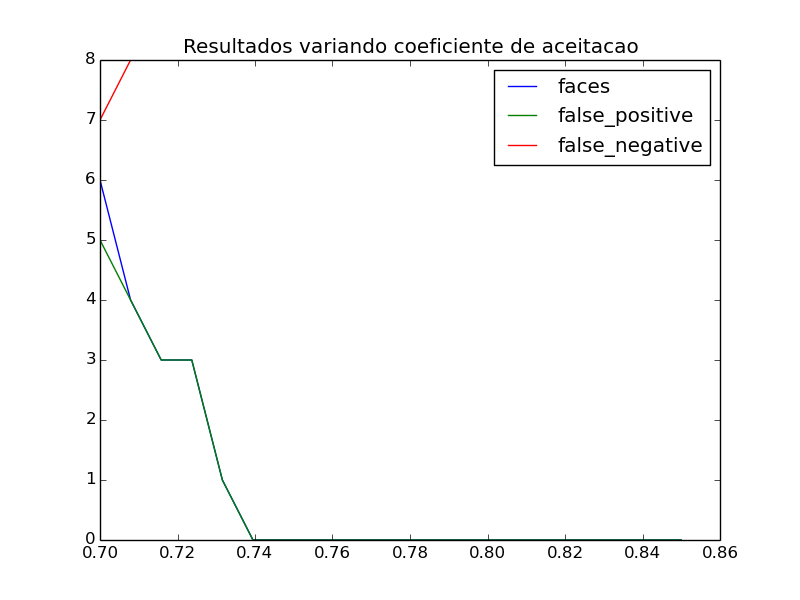 Resultados variando coeficiente de aceitacao
faces
false_positive
false_negative
8
7
6
5
4
3
2
1
0
0.70 0.72 0.74 0.76 0.78 0.80 0.82 0.84 0.86